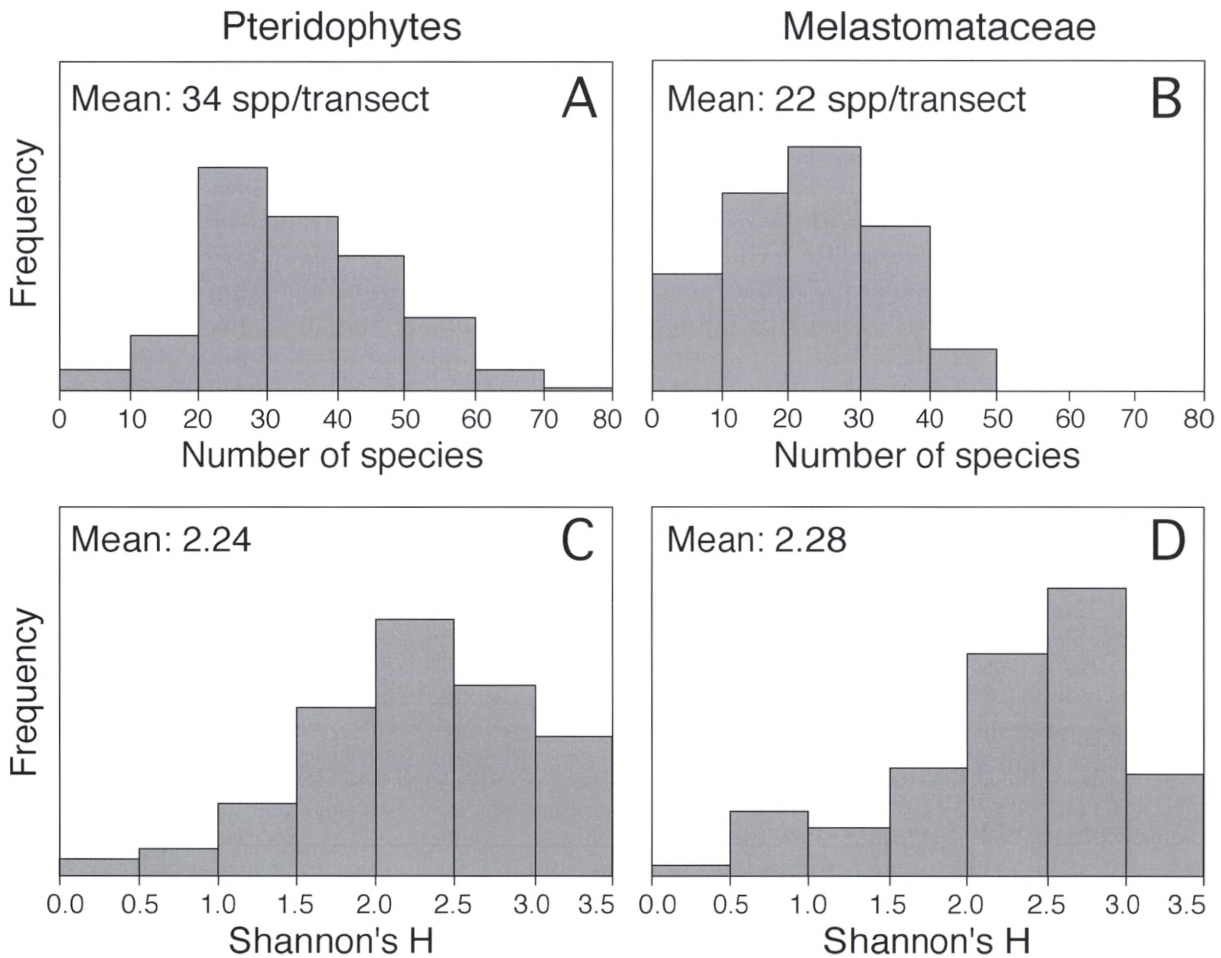 Pteridophytes
Melastomataceae
Mean: 34 spp/transect
A
Mean: 22 spp/transect
B
Frequency
0 10 20 30 40 50 60 70 80
0 10 20 30 40 50 60 70 80
Number of species
Number of species
Mean: 2.24
C
Mean: 2.28
D
Frequency
0.0 0.5 1.0 1.5 2.0 2.5 3.0 3.5
0.0 0.5 1.0 1.5 2.0 2.5 3.0 3.5
Shannon's H
Shannon's H